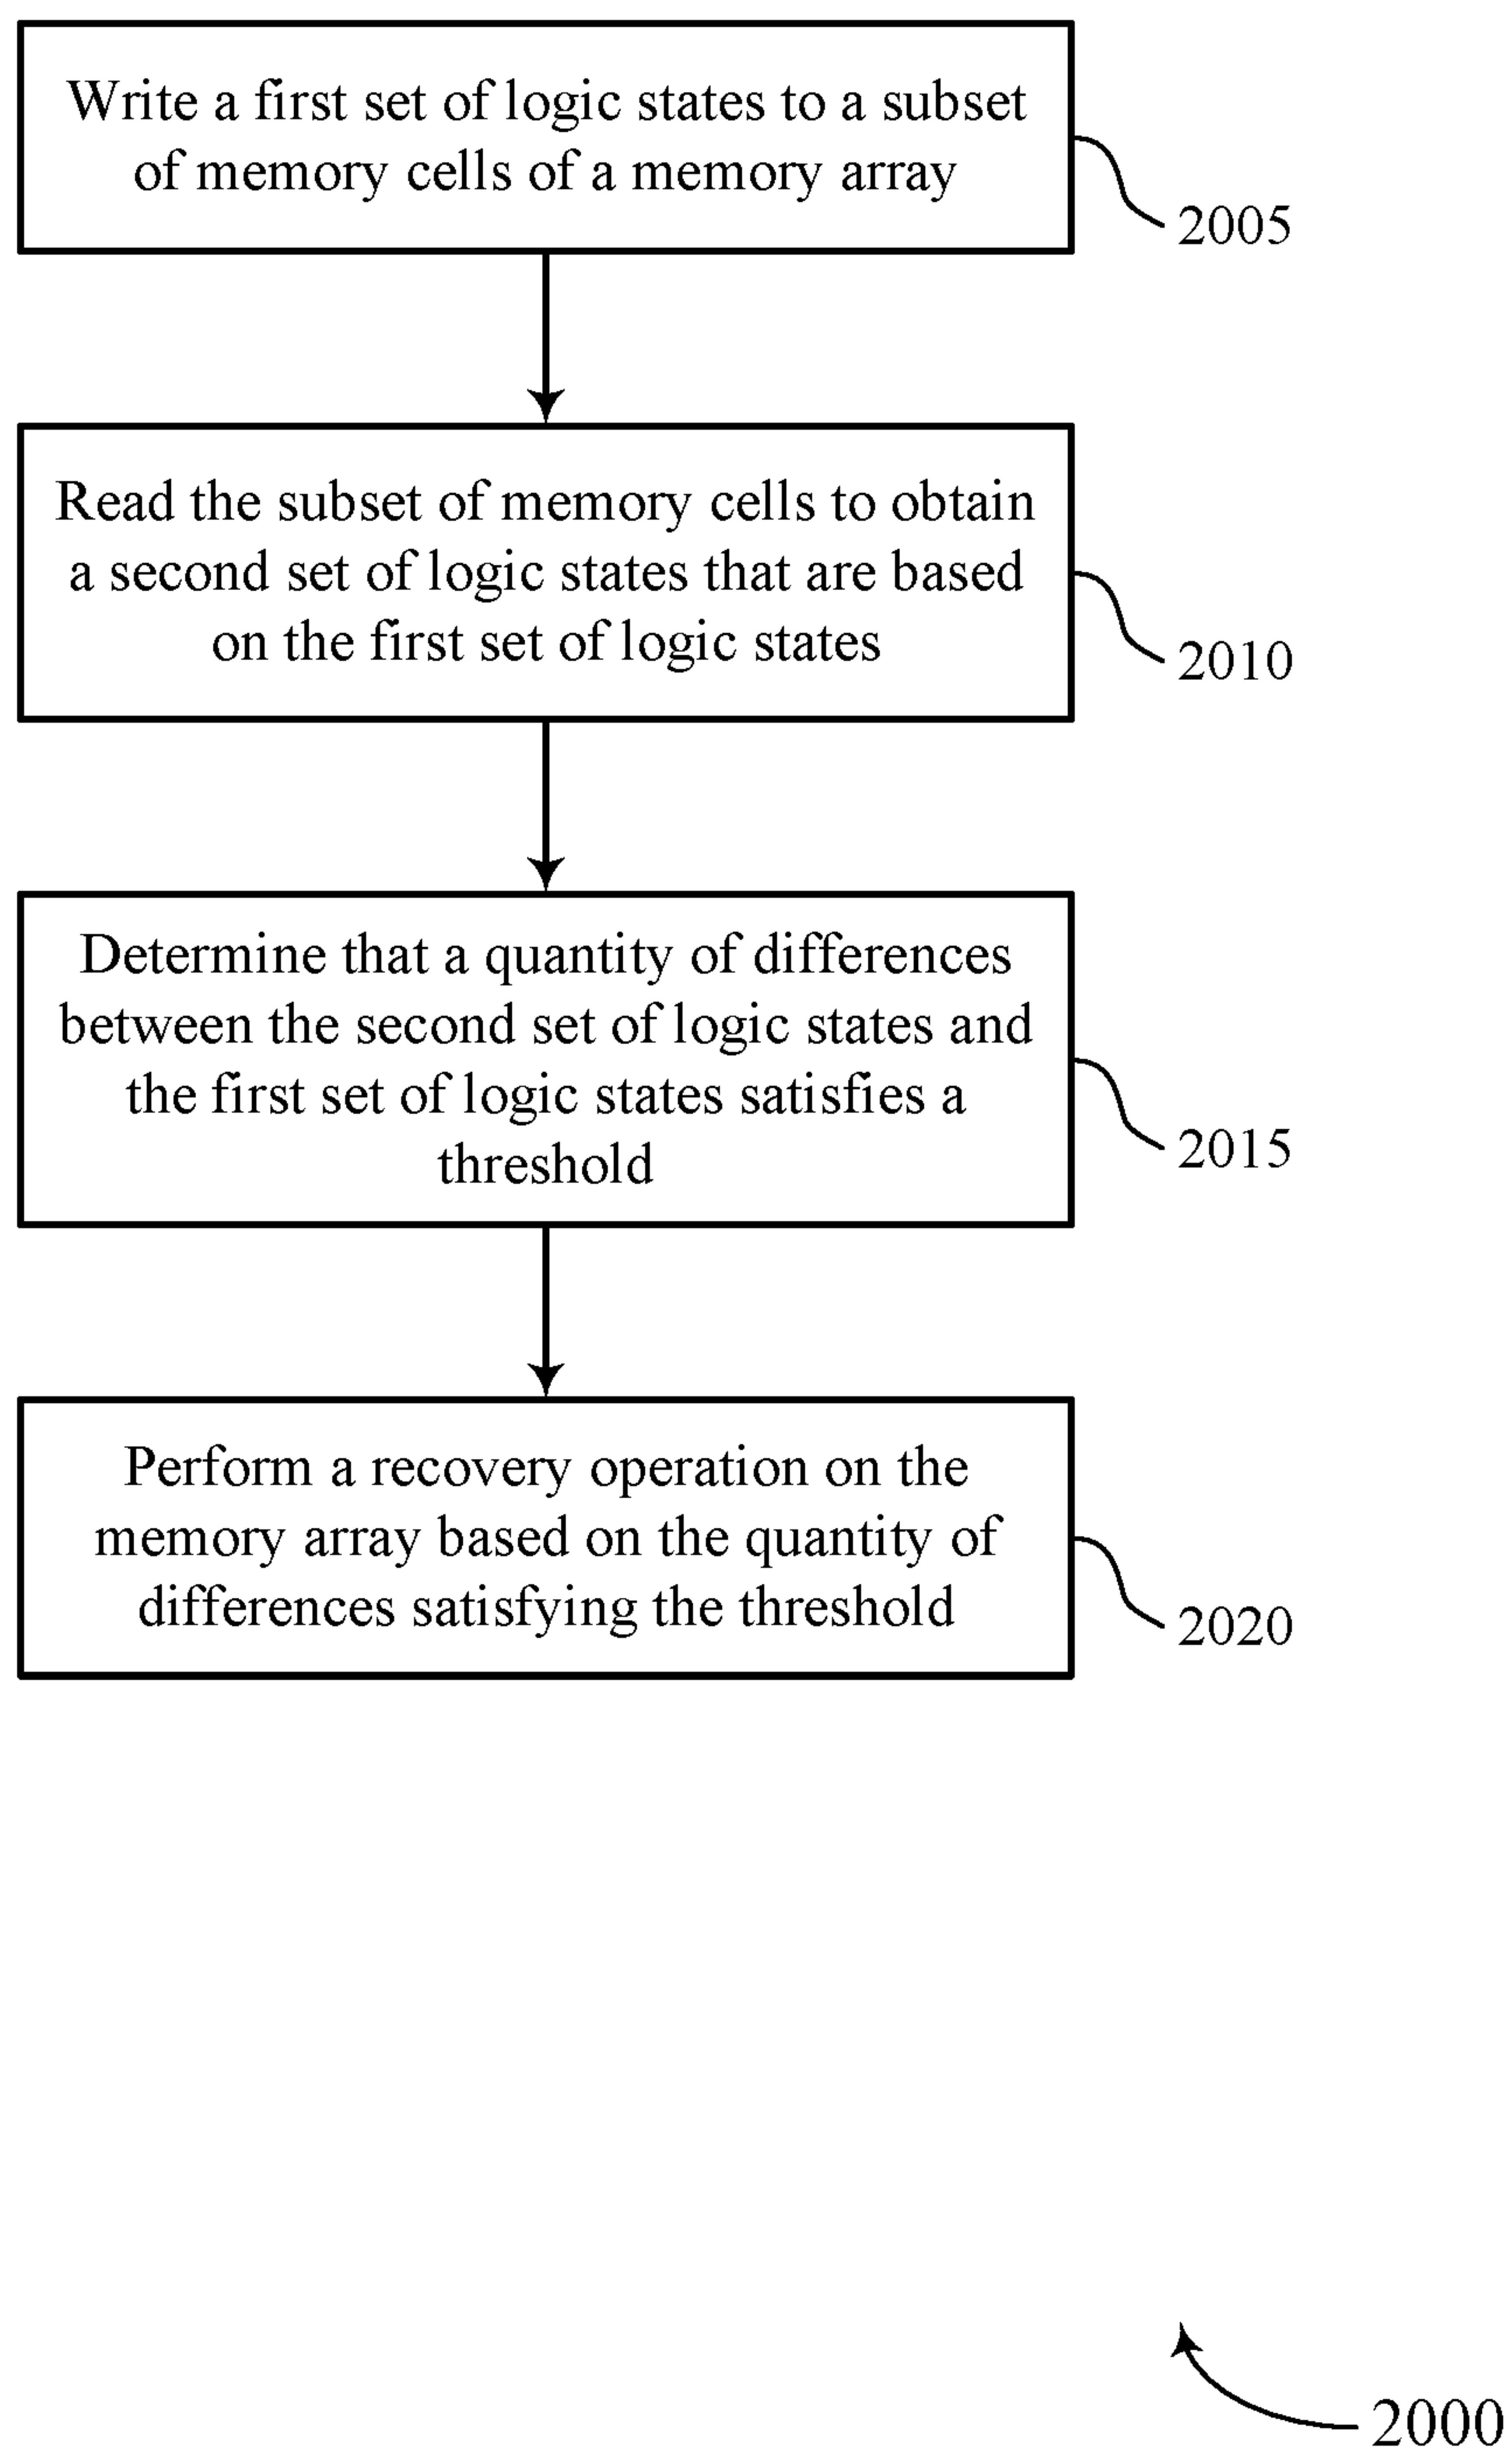 Write a first set of logic states to a subset
of memory cells of a memory array
2005
Read the subset of memory cells to obtain
a second set of logic states that are based
on the first set of logic states
2010
Determine that a quantity of differences
between the second set of logic states and
the first set of logic states satisfies a
threshold
2015
Perform a recovery operation on the
memory array based on the quantity of
differences satisfying the threshold
2020
2000